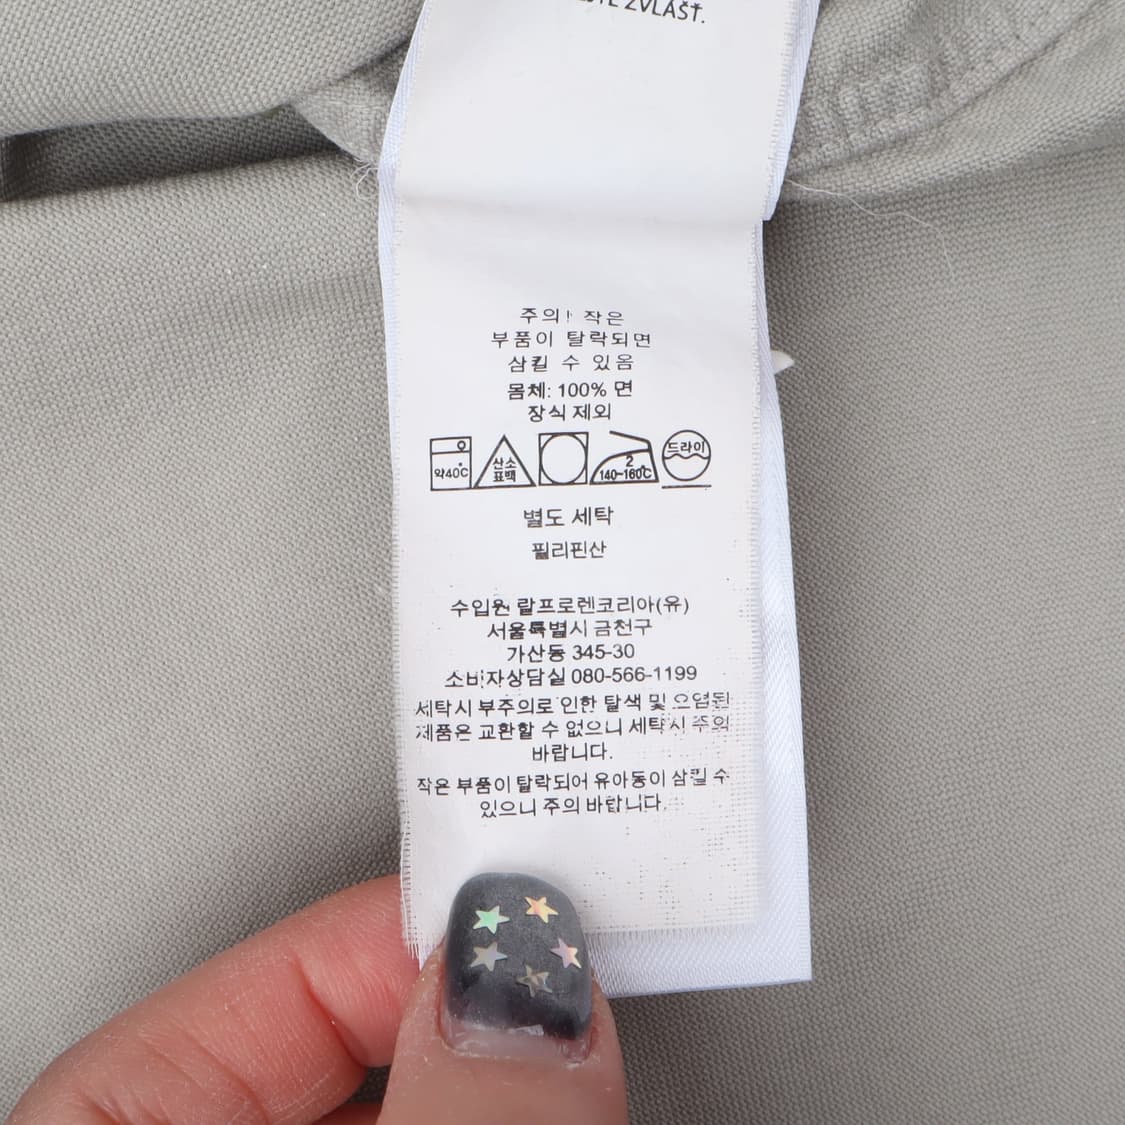 ZVLÁŠŤ.
주의! 작은
부품이 탈락되면
삼킬 수 있음
몸체: 100% 면
장식 제외
약40℃
산소
표백
2
140~160℃
드라이
별도 세탁
필리핀산
수입원 랄프로렌코리아(유)
서울특별시 금천구
가산동 345-30
소비자상담실 080-566-1199
세탁시 부주의로 인한 탈색 및 오염된
제품은 교환할 수 없으니 세탁시 주의
바랍니다.
작은 부품이 탈락되어 유아동이 삼킬 수
있으니 주의 바랍니다.